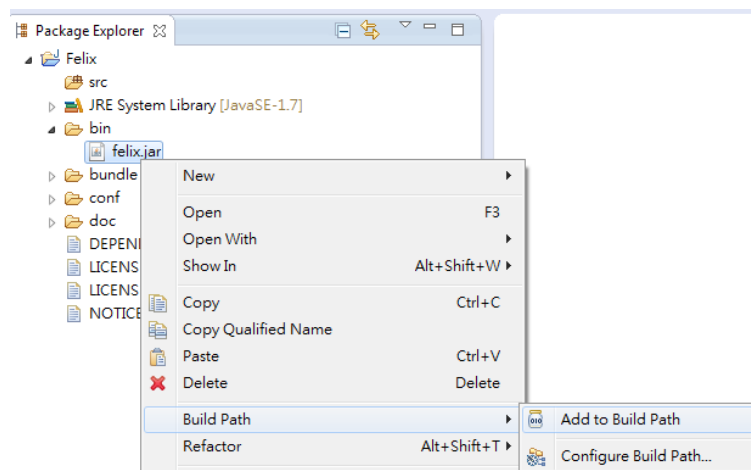 Package Explorer
Felix
src
JRE System Library [JavaSE-1.7]
bin
felix.jar
bundle
conf
doc
DEPENI
LICENS
LICENS
NOTICE
New
Open F3
Open With
Show In Alt+Shift+W
Copy Ctrl+C
Copy Qualified Name
Paste Ctrl+V
Delete Delete
Build Path
Refactor Alt+Shift+T
Add to Build Path
Configure Build Path...